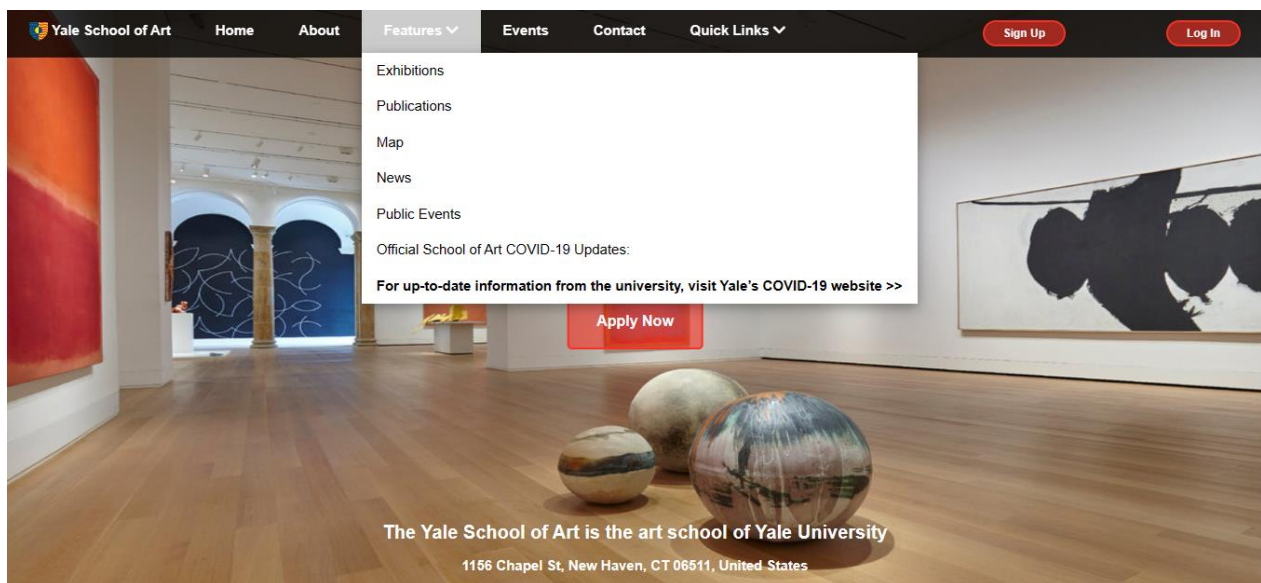 Yale School of Art Home About Features Events Contact Quick Links Sign Up Log In
Exhibitions
Publications
Map
News
Public Events
Official School of Art COVID-19 Updates:
For up-to-date information from the university, visit Yale’s COVID-19 website >>
Apply Now
The Yale School of Art is the art school of Yale University
1156 Chapel St, New Haven, CT 06511, United States